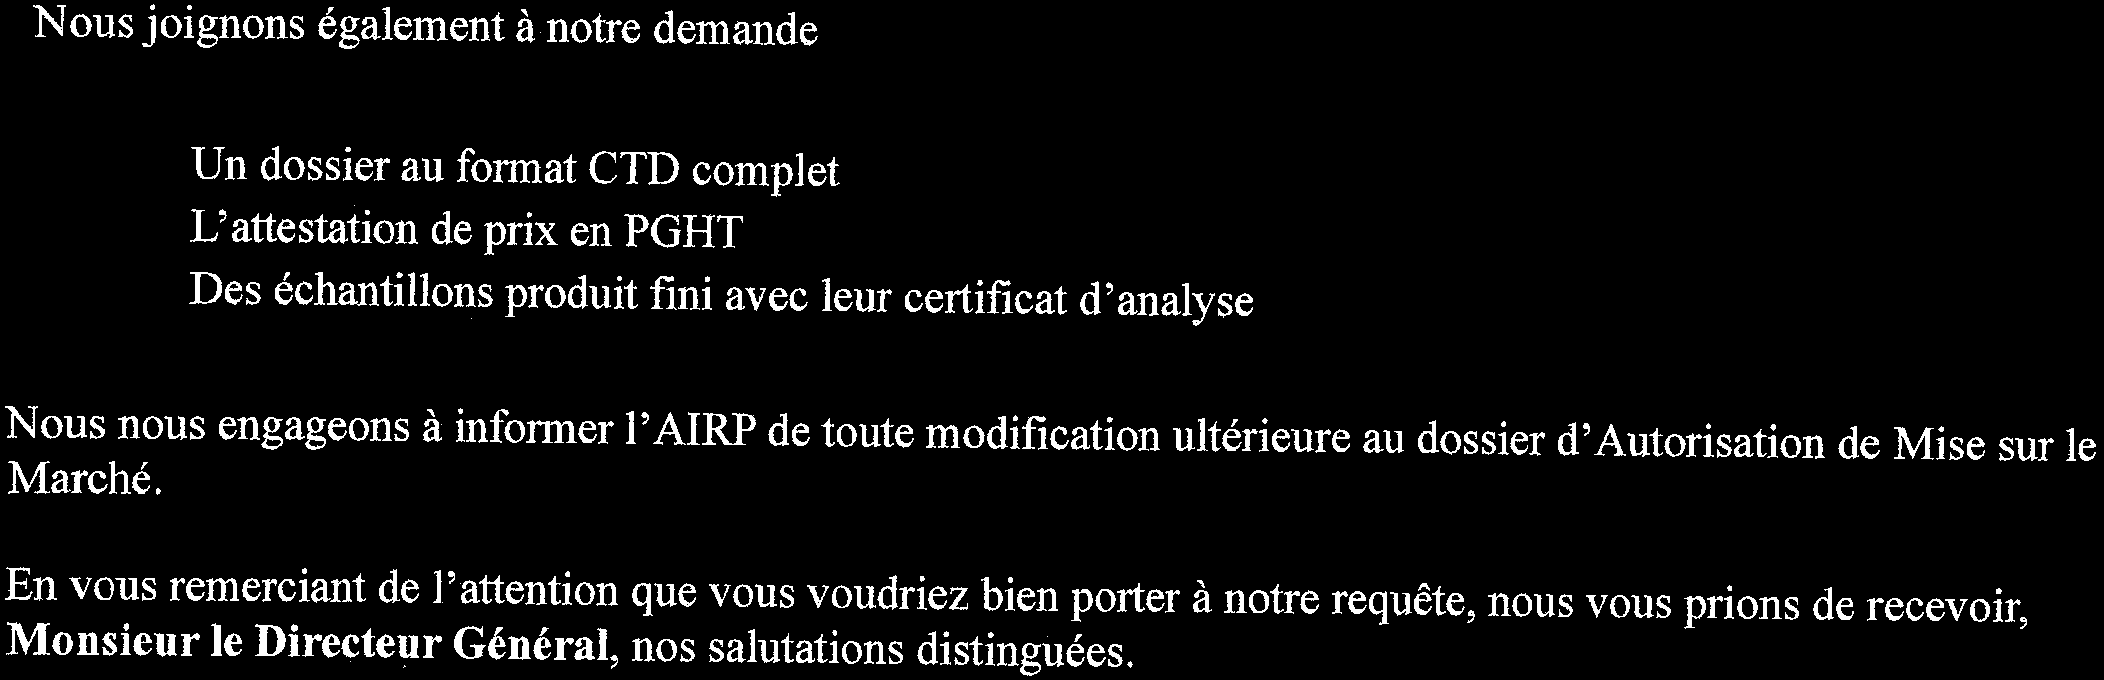 Nous joignons également à notre demande
Un dossier au format CTD complet
L'attestation de prix en PGHT
Des échantillons produit fini avec leur certificat d'analyse
Nous nous engageons à informer l'AIRP de toute modification ultérieure au dossier d'Autorisation de Mise sur le
Marché.
En vous remerciant de l'attention que vous voudriez bien porter à notre requête, nous vous prions de recevoir,
Monsieur le Directeur Général, nos salutations distinguées.